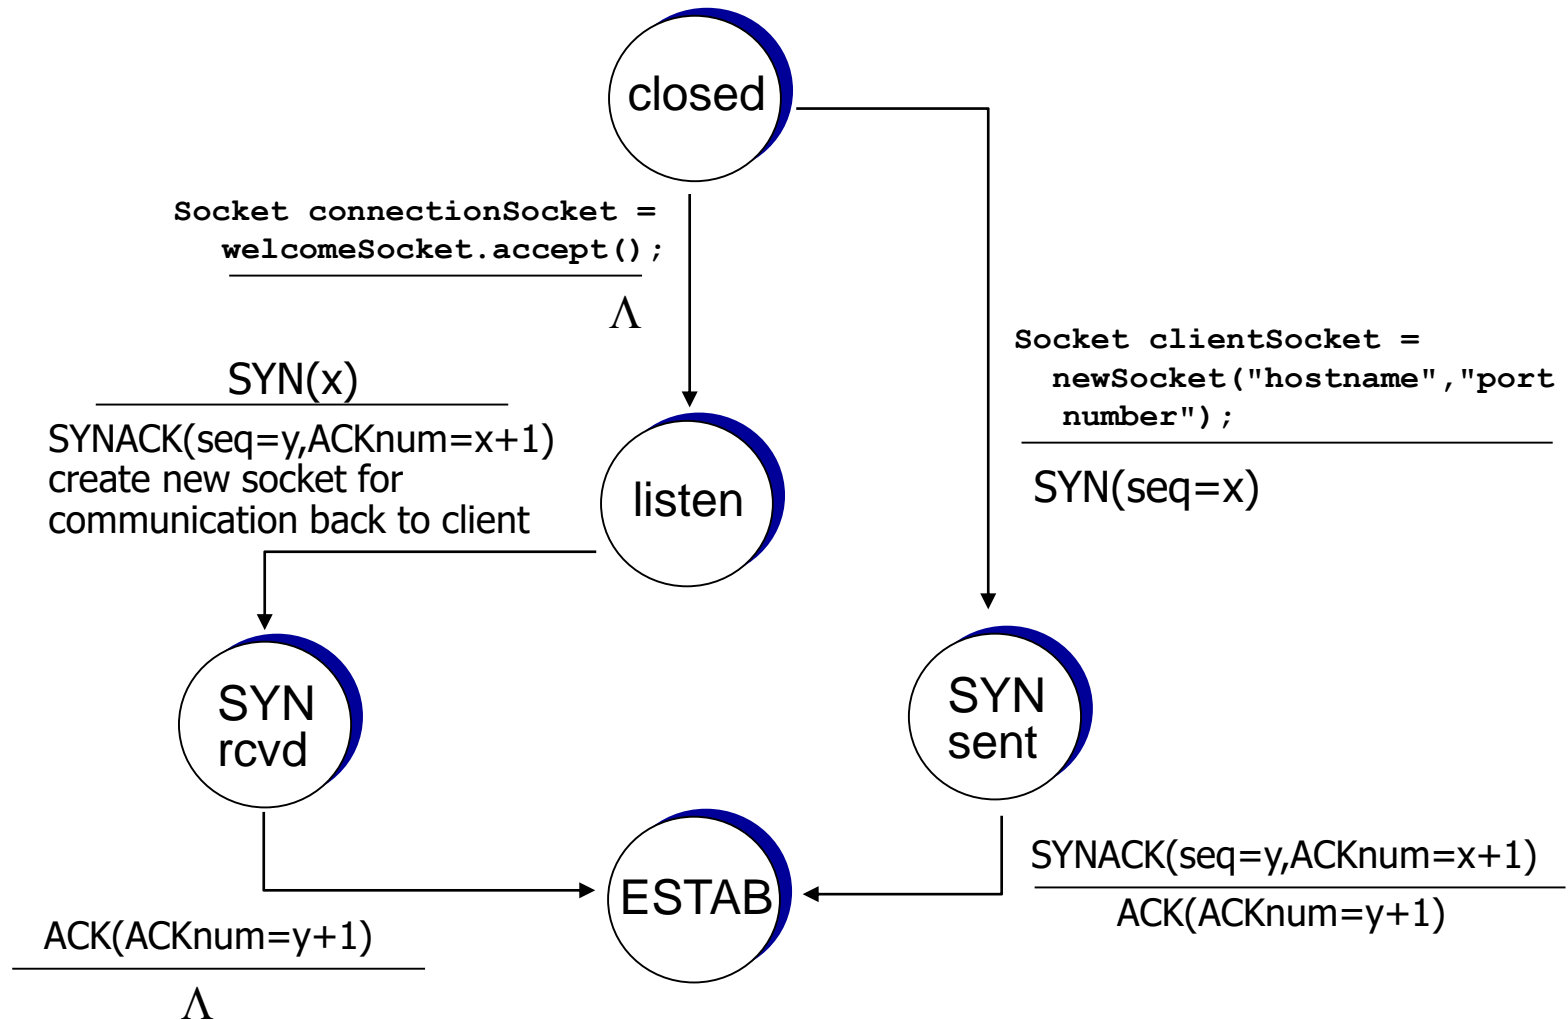 closed
Socket connectionSocket =
welcomeSocket.accept();
Λ
Socket clientSocket =
newSocket("hostname","port
number");
SYN(seq=x)
SYN(x)
SYNACK(seq=y,ACKnum=x+1)
create new socket for
communication back to client
listen
SYN
rcvd
SYN
sent
ESTAB
SYNACK(seq=y,ACKnum=x+1)
ACK(ACKnum=y+1)
ACK(ACKnum=y+1)
Λ